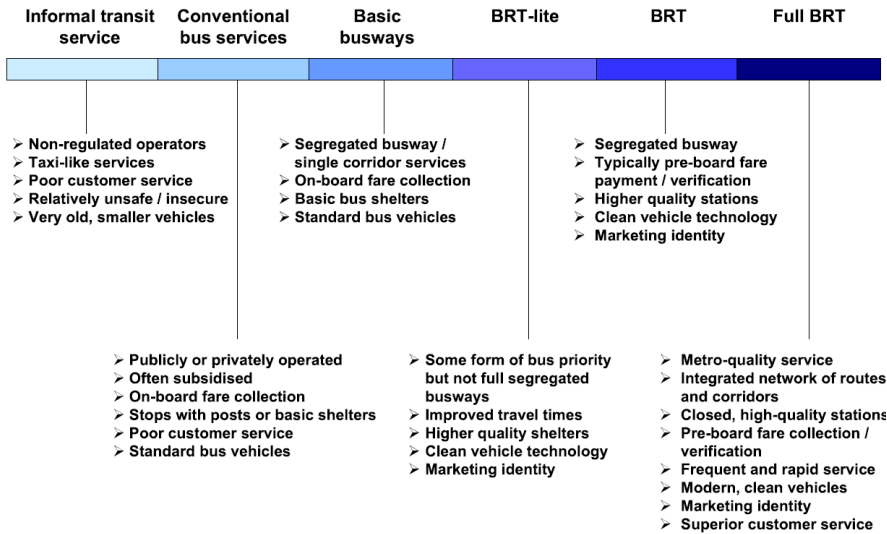 Informal transit service
Conventional bus services
Basic busways
BRT-lite
BRT
Full BRT
➢ Non-regulated operators
➢ Taxi-like services
➢ Poor customer service
➢ Relatively unsafe / insecure
➢ Very old, smaller vehicles
➢ Segregated busway /
single corridor services
➢ On-board fare collection
➢ Basic bus shelters
➢ Standard bus vehicles
➢ Segregated busway
➢ Typically pre-board fare
payment / verification
➢ Higher quality stations
➢ Clean vehicle technology
➢ Marketing identity
➢ Publicly or privately operated
➢ Often subsidised
➢ On-board fare collection
➢ Stops with posts or basic shelters
➢ Poor customer service
➢ Standard bus vehicles
➢ Some form of bus priority
but not full segregated
busways
➢ Improved travel times
➢ Higher quality shelters
➢ Clean vehicle technology
➢ Marketing identity
➢ Metro-quality service
➢ Integrated network of routes
and corridors
➢ Closed, high-quality stations
➢ Pre-board fare collection /
verification
➢ Frequent and rapid service
➢ Modern, clean vehicles
➢ Marketing identity
➢ Superior customer service